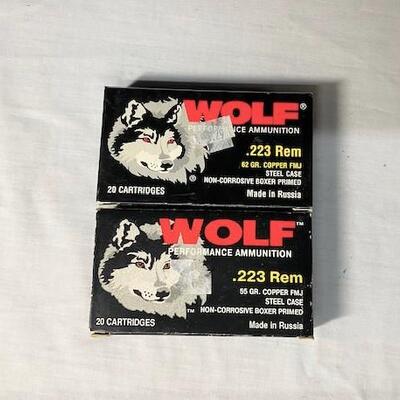 WOLF®
PERFORMANCE AMMUNITION
.223 Rem
62 GR. COPPER FMJ
STEEL CASE
NON-CORROSIVE BOXER PRIMED
® 
20 CARTRIDGES
Made in Russia
WOLF™
PERFORMANCE AMMUNITION
.223 Rem
55 GR. COPPER FMJ
STEEL CASE
™ NON-CORROSIVE BOXER PRIMED
20 CARTRIDGES
Made in Russia